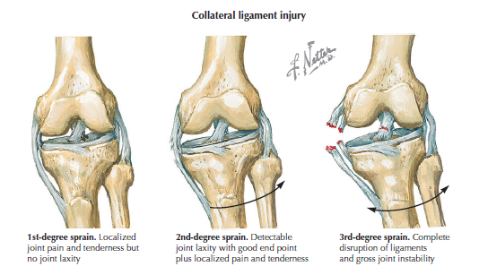 Collateral ligament injury
F. Netter
M.D.
1st-degree sprain. Localized
joint pain and tenderness but
no joint laxity
2nd-degree sprain. Detectable
joint laxity with good end point
plus localized pain and tenderness
3rd-degree sprain. Complete
disruption of ligaments
and gross joint instability